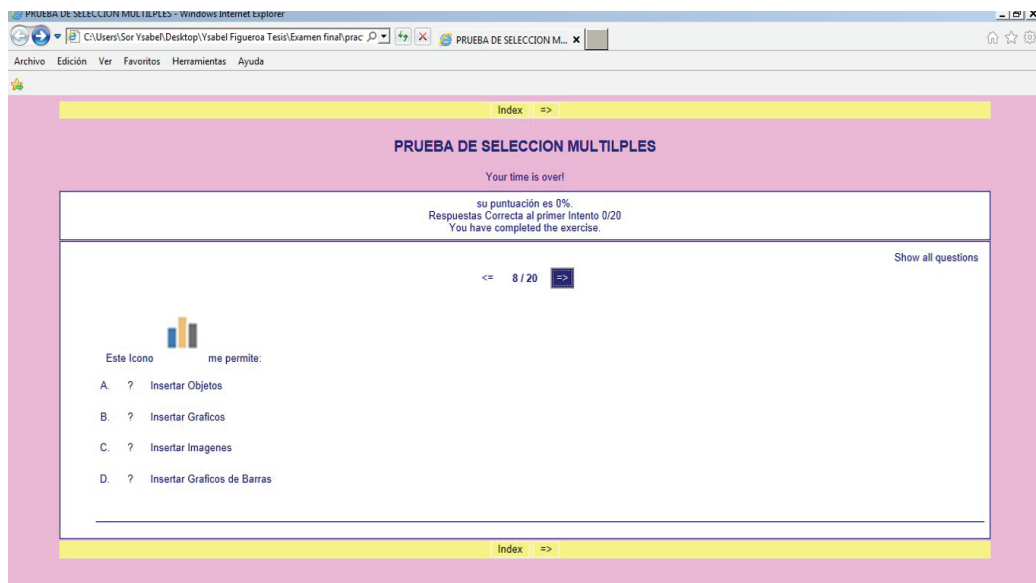 PRUEBA DE SELECCION MULTILPLES - Windows Internet Explorer
C:\Users\Sor Ysabel\Desktop\Ysabel Figueroa Tesis\Examen final\prac
PRUEBA DE SELECCION M...
Archivo Edición Ver Favoritos Herramientas Ayuda
Index =>
PRUEBA DE SELECCION MULTILPLES
Your time is over!
su puntuación es 0%.
Respuestas Correcta al primer Intento 0/20
You have completed the exercise.
Show all questions
<= 8 / 20 =>
Este Icono me permite:
A. ? Insertar Objetos
B. ? Insertar Graficos
C. ? Insertar Imagenes
D. ? Insertar Graficos de Barras
Index =>